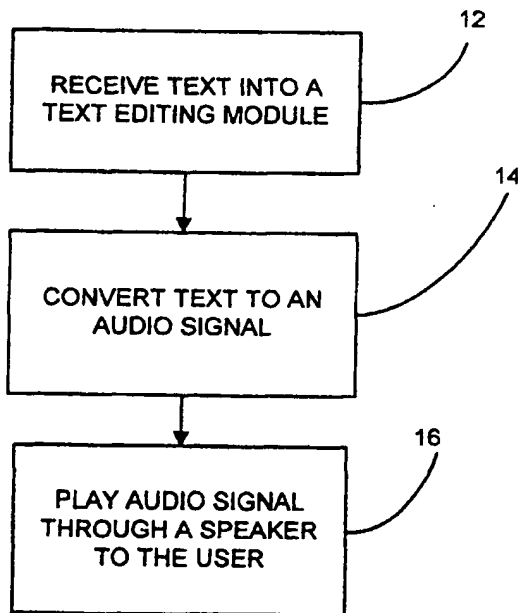 12
RECEIVE TEXT INTO A
TEXT EDITING MODULE
14
CONVERT TEXT TO AN
AUDIO SIGNAL
16
PLAY AUDIO SIGNAL
THROUGH A SPEAKER
TO THE USER